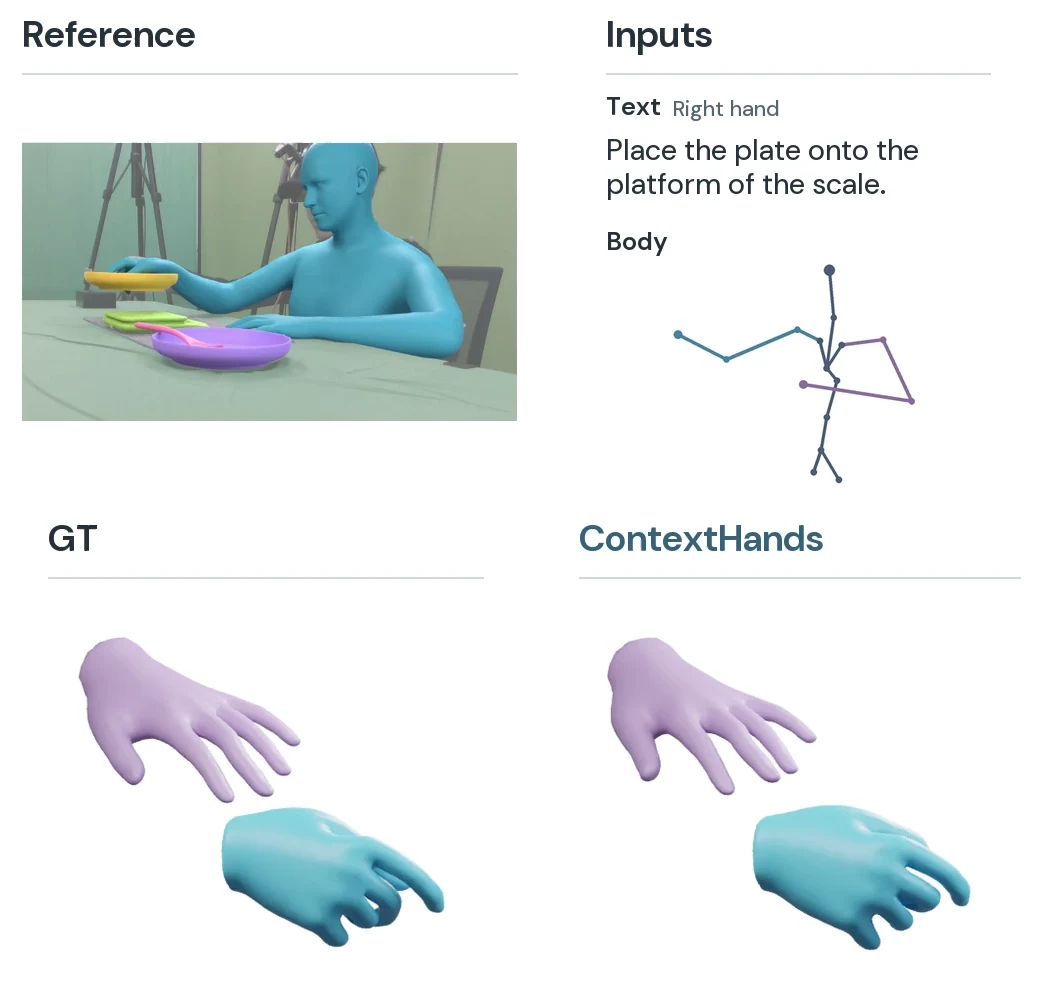 Reference
Inputs
Text Right hand
Place the plate onto the
platform of the scale.
Body
GT
ContextHands